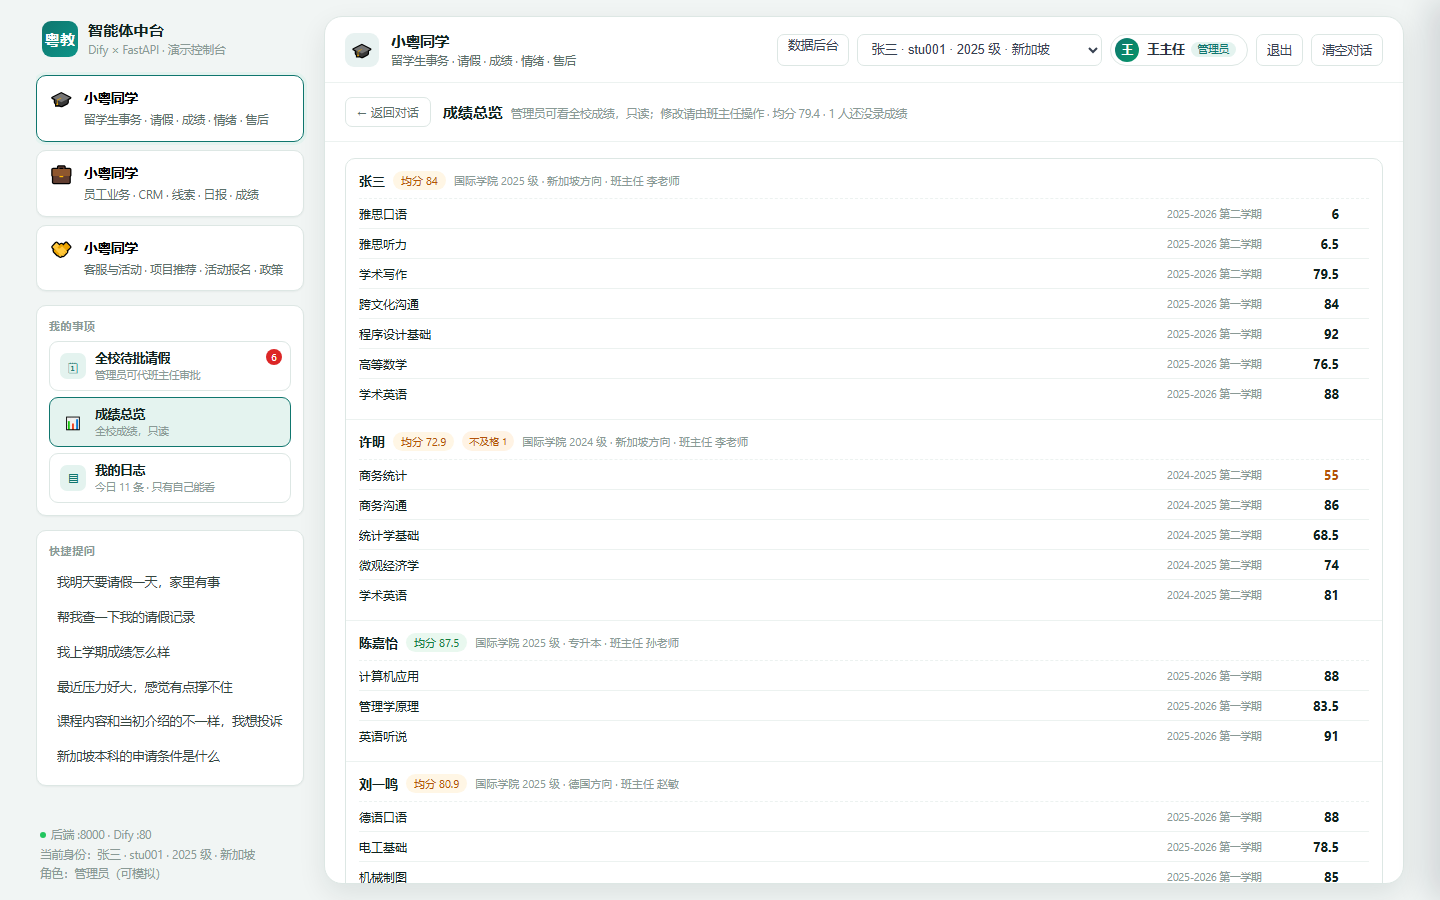 粤教
智能体中台
Dify × FastAPI · 演示控制台
小粤同学
留学生事务 · 请假 · 成绩 · 情绪 · 售后
小粤同学
员工业务 · CRM · 线索 · 日报 · 成绩
小粤同学
客服与活动 · 项目推荐 · 活动报名 · 政策
我的事项
全校待批请假
6
管理员可代班主任审批
成绩总览
全校成绩，只读
我的日志
今日 11 条 · 只有自己能看
快捷提问
我明天要请假一天，家里有事
帮我查一下我的请假记录
我上学期成绩怎么样
最近压力好大，感觉有点撑不住
课程内容和当初介绍的不一样，我想投诉
新加坡本科的申请条件是什么
后端 :8000 · Dify :80
当前身份：张三 · stu001 · 2025 级 · 新加坡
角色：管理员（可模拟）
小粤同学
留学生事务 · 请假 · 成绩 · 情绪 · 售后
数据后台
张三 · stu001 · 2025 级 · 新加坡
王
王主任
管理员
退出
清空对话
← 返回对话
成绩总览
管理员可看全校成绩，只读；修改请由班主任操作 · 均分 79.4 · 1 人还没录成绩
张三 均分 84 国际学院 2025 级 · 新加坡方向 · 班主任 李老师
雅思口语 2025-2026 第二学期 6
雅思听力 2025-2026 第二学期 6.5
学术写作 2025-2026 第二学期 79.5
跨文化沟通 2025-2026 第一学期 84
程序设计基础 2025-2026 第一学期 92
高等数学 2025-2026 第一学期 76.5
学术英语 2025-2026 第一学期 88
许明 均分 72.9 不及格 1 国际学院 2024 级 · 新加坡方向 · 班主任 李老师
商务统计 2024-2025 第二学期 55
商务沟通 2024-2025 第二学期 86
统计学基础 2024-2025 第二学期 68.5
微观经济学 2024-2025 第二学期 74
学术英语 2024-2025 第二学期 81
陈嘉怡 均分 87.5 国际学院 2025 级 · 专升本 · 班主任 孙老师
计算机应用 2025-2026 第一学期 88
管理学原理 2025-2026 第一学期 83.5
英语听说 2025-2026 第一学期 91
刘一鸣 均分 80.9 国际学院 2025 级 · 德国方向 · 班主任 赵敏
德语口语 2025-2026 第一学期 88
电工基础 2025-2026 第一学期 78.5
机械制图 2025-2026 第一学期 85